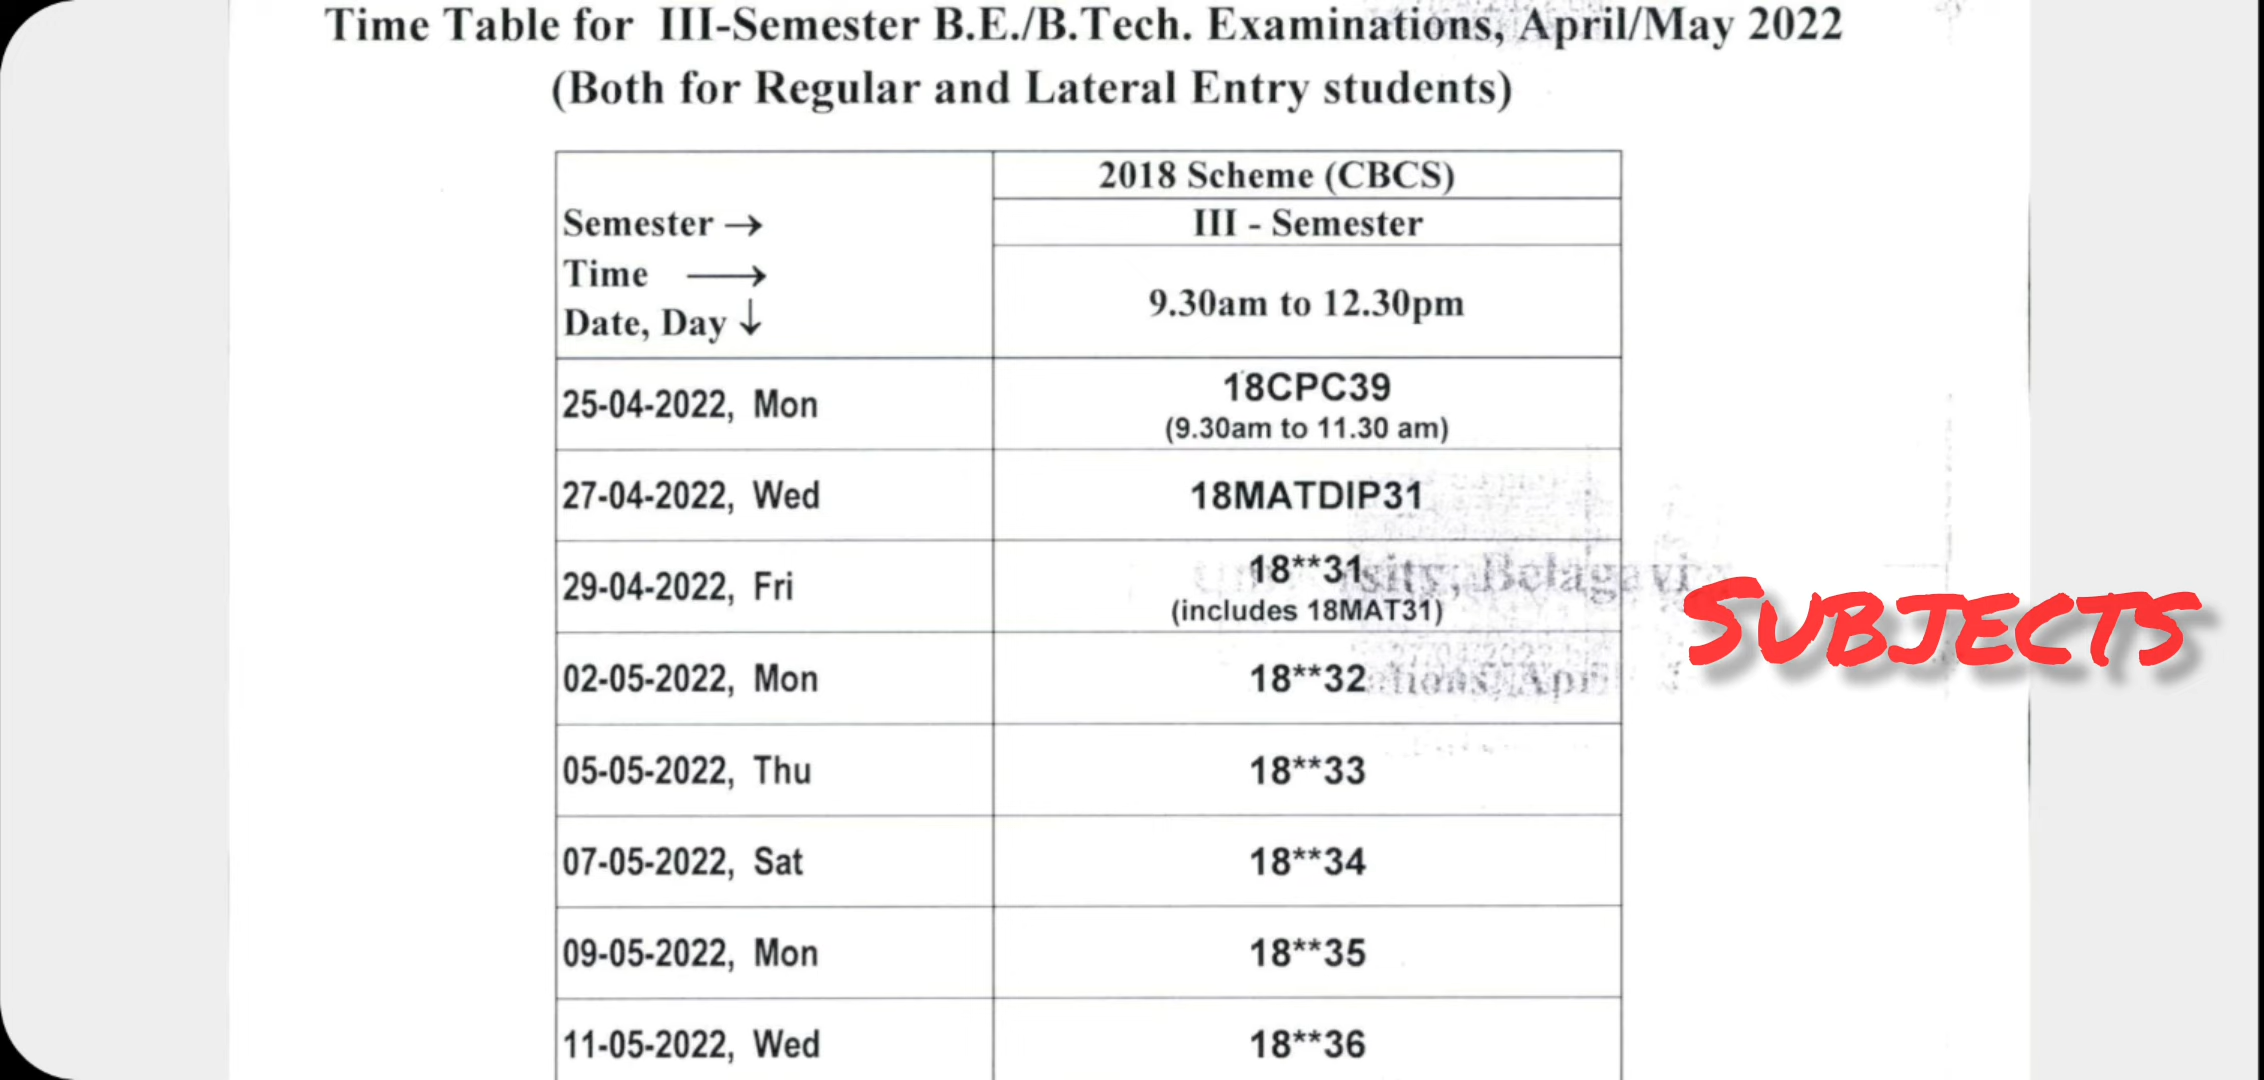 Time Table for III-Semester B.E./B.Tech. Examinations, April/May 2022
(Both for Regular and Lateral Entry students)
2018 Scheme (CBCS)
Semester →
III - Semester
Time →
9.30am to 12.30pm
Date, Day ↓
25-04-2022, Mon
18CPC39
(9.30am to 11.30 am)
27-04-2022, Wed
18MATDIP31
29-04-2022, Fri
18**31
(includes 18MAT31)
02-05-2022, Mon
18**32
05-05-2022, Thu
18**33
07-05-2022, Sat
18**34
09-05-2022, Mon
18**35
11-05-2022, Wed
18**36
Belagavi
SUBJECTS